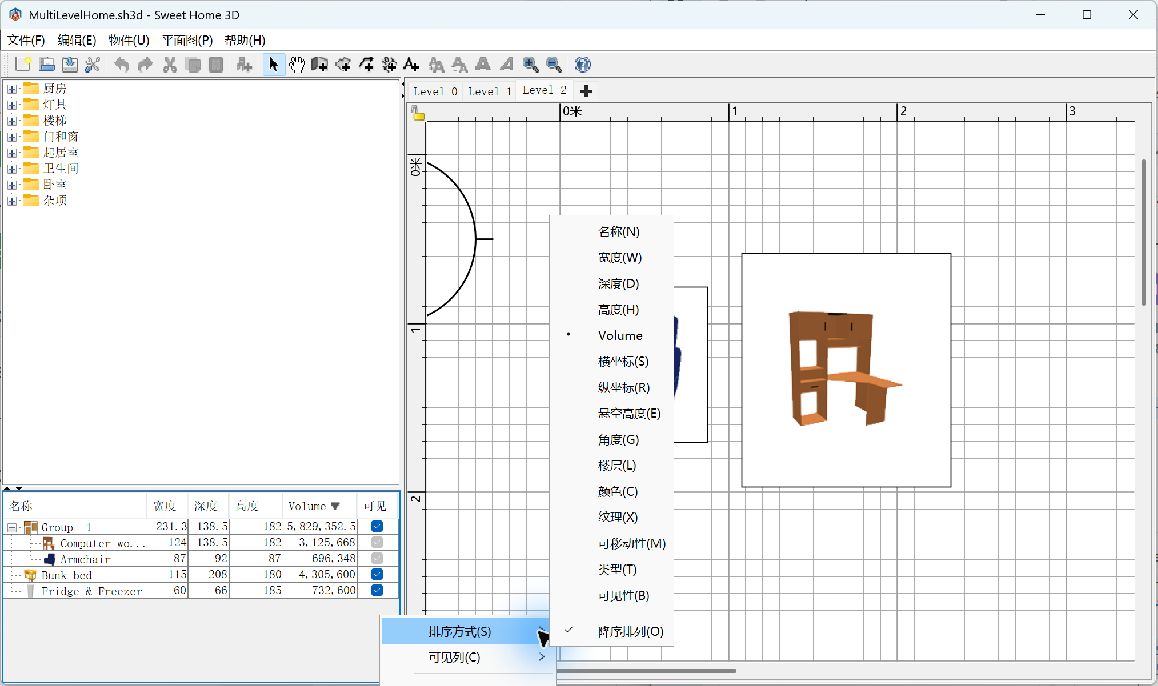 MultiLevelHome.sh3d - Sweet Home 3D
文件(F) 编辑(E) 物件(U) 平面图(P) 帮助(H)
厨房
灯具
楼梯
门和窗
起居室
卫生间
卧室
杂项
Level 0 Level 1 Level 2
0米 1 2 3
0米
1
2
名称(N)
宽度(W)
深度(D)
高度(H)
Volume
横坐标(S)
纵坐标(R)
悬空高度(E)
角度(G)
楼层(L)
颜色(C)
纹理(X)
可移动性(M)
类型(T)
可见性(B)
降序排列(O)
名称 宽度 深度 高度 Volume 可见
Group 1 231.3 138.5 182 5,829,352.5
Computer wo... 124 138.5 182 3,125,668
Armchair 87 92 87 696,348
Bunk bed 115 208 180 4,305,600
Fridge & Freezer 60 66 185 732,600
排序方式(S)
可见列(C)